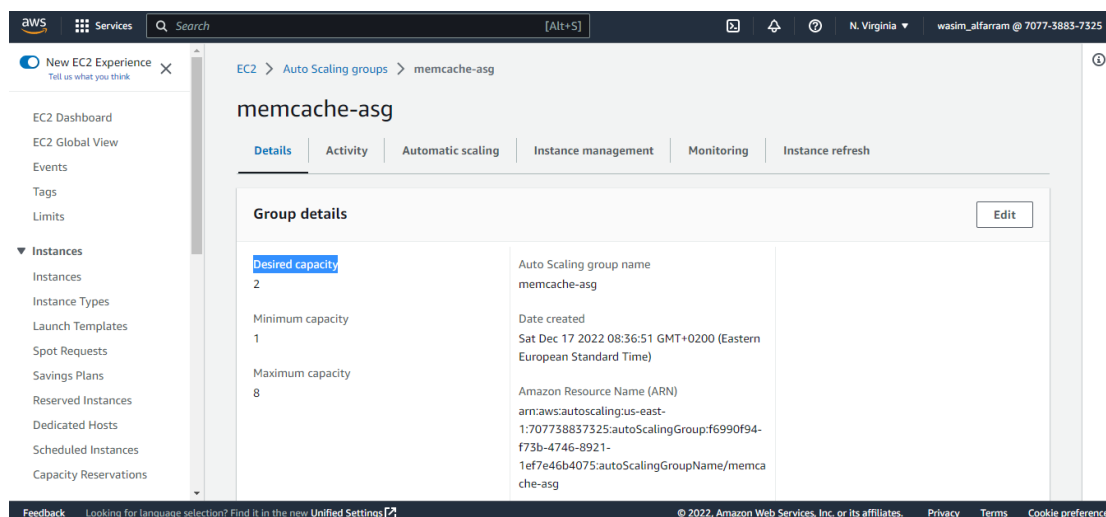 aws
Services
Search
[Alt+S]
N. Virginia
wasim_alfarram @ 7077-3883-7325
New EC2 Experience
Tell us what you think
EC2 Dashboard
EC2 Global View
Events
Tags
Limits
Instances
Instances
Instance Types
Launch Templates
Spot Requests
Savings Plans
Reserved Instances
Dedicated Hosts
Scheduled Instances
Capacity Reservations
EC2 > Auto Scaling groups > memcache-asg
memcache-asg
Details
Activity
Automatic scaling
Instance management
Monitoring
Instance refresh
Group details
Edit
Desired capacity
2
Minimum capacity
1
Maximum capacity
8
Auto Scaling group name
memcache-asg
Date created
Sat Dec 17 2022 08:36:51 GMT+0200 (Eastern
European Standard Time)
Amazon Resource Name (ARN)
arn:aws:autoscaling:us-east-
1:707738837325:autoScalingGroup:f6990f94-
f73b-4746-8921-
1ef7e46b4075:autoScalingGroupName/memca
che-asg
Feedback
Looking for language selection? Find it in the new Unified Settings
© 2022, Amazon Web Services, Inc. or its affiliates.
Privacy
Terms
Cookie preference